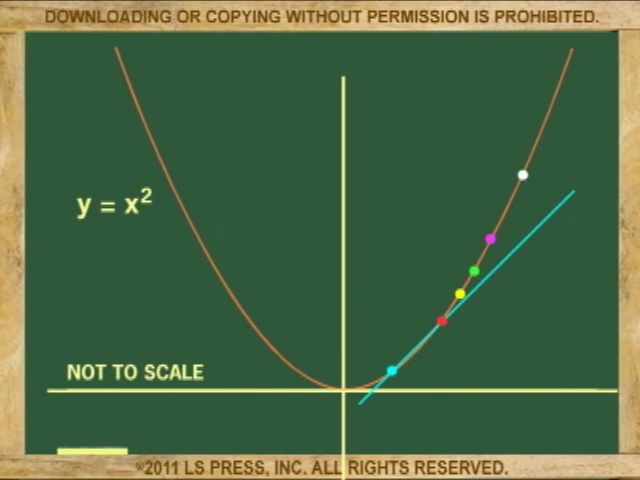 DOWNLOADING OR COPYING WITHOUT PERMISSION IS PROHIBITED.
y = x²
NOT TO SCALE
©2011 LS PRESS, INC. ALL RIGHTS RESERVED.